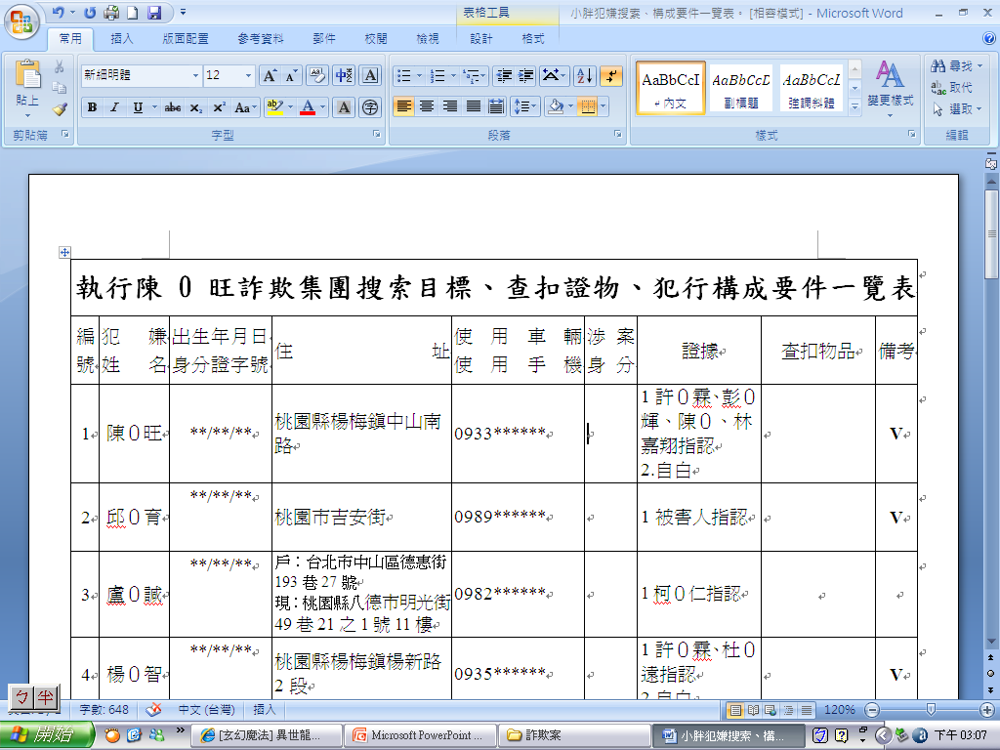 表格工具
小胖犯嫌搜索、構成要件一覽表。 [相容模式] - Microsoft Word
常用 插入 版面配置 參考資料 郵件 校閱 檢視 設計 格式
貼上
新細明體 12
AaBbCcI AaBbCcD AaBbCcL
內文 副標題 強調斜體
變更樣式
尋找
取代
選取
剪貼簿 字型 段落 樣式 編輯
執行陳 0 旺詐欺集團搜索目標、查扣證物、犯行構成要件一覽表
編號 犯嫌姓名 出生年月日身分證字號 住址 使用車輛使用手機 涉案身分 證據 查扣物品 備考
1 陳0旺 **/**/** 桃園縣楊梅鎮中山南路 0933****** 1 許0霖、彭0輝、陳0、林嘉翔指認
2.自白 V
2 邱0育 **/**/** 桃園市吉安街 0989****** 1 被害人指認 V
3 盧0誠 **/**/** 戶：台北市中山區德惠街
193 巷 27 號
現：桃園縣八德市明光街
49 巷 21 之 1 號 11 樓 0982****** 1 柯0仁指認
4 楊0智 **/**/** 桃園縣楊梅鎮楊新路
2 段 0935****** 1 許0霖、杜0遠指認
2.自白 V
ㄅ 半
字數: 648 中文 (台灣) 插入 120%
開始 [玄幻魔法] 異世龍... Microsoft PowerPoint ... 詐欺案 小胖犯嫌搜索、構... 下午 03:07